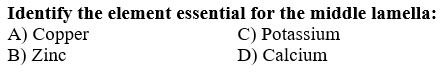 Identify the element essential for the middle lamella:
A) Copper C) Potassium
B) Zinc D) Calcium